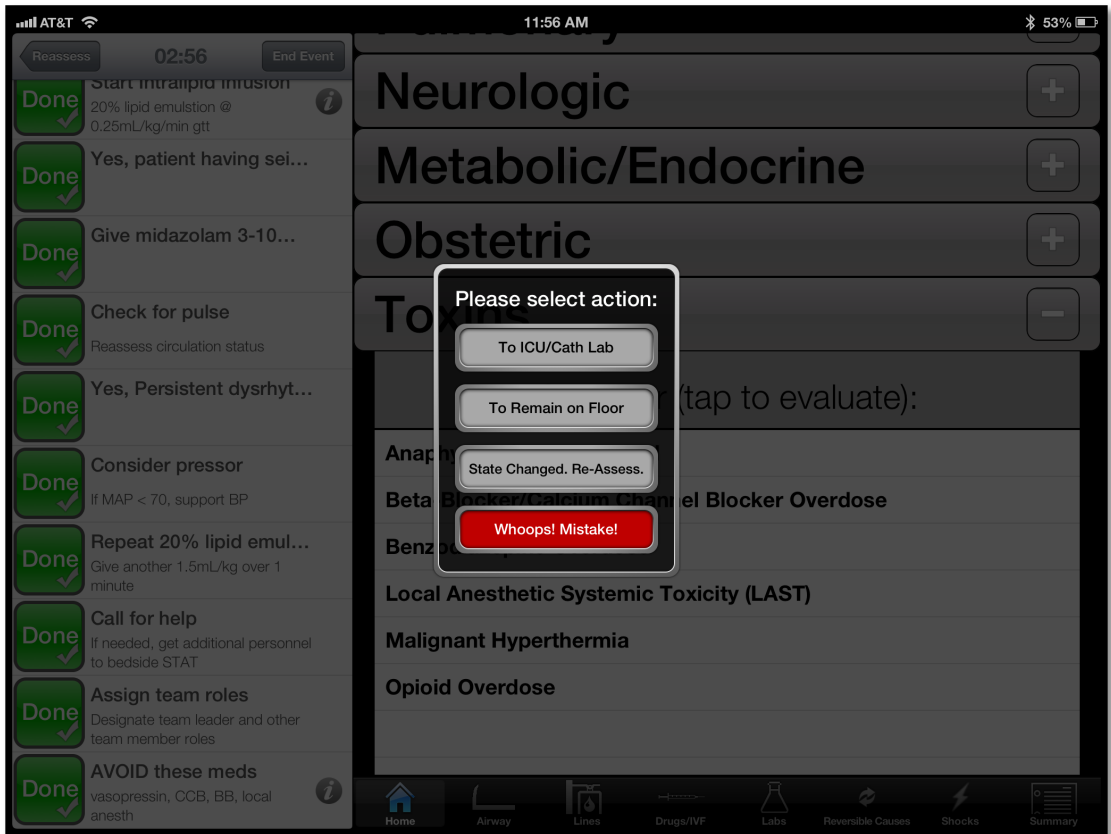 AT&T
11:56 AM
53%
Reassess
02:56
End Event
Start Intralipid Infusion
20% lipid emulstion @
0.25mL/kg/min gtt
Done
Yes, patient having sei...
Done
Give midazolam 3-10...
Done
Check for pulse
Reassess circulation status
Done
Yes, Persistent dysrhyt...
Done
Consider pressor
If MAP < 70, support BP
Done
Repeat 20% lipid emul...
Give another 1.5mL/kg over 1
minute
Done
Call for help
If needed, get additional personnel
to bedside STAT
Done
Assign team roles
Designate team leader and other
team member roles
Done
AVOID these meds
vasopressin, CCB, BB, local
anesth
Done
Neurologic
Metabolic/Endocrine
Obstetric
Toxins
(tap to evaluate):
Beta-Blocker/Calcium Channel Blocker Overdose
Local Anesthetic Systemic Toxicity (LAST)
Malignant Hyperthermia
Opioid Overdose
Please select action:
To ICU/Cath Lab
To Remain on Floor
State Changed. Re-Assess.
Whoops! Mistake!
Home
Airway
Lines
Drugs/IVF
Labs
Reversible Causes
Shocks
Summary